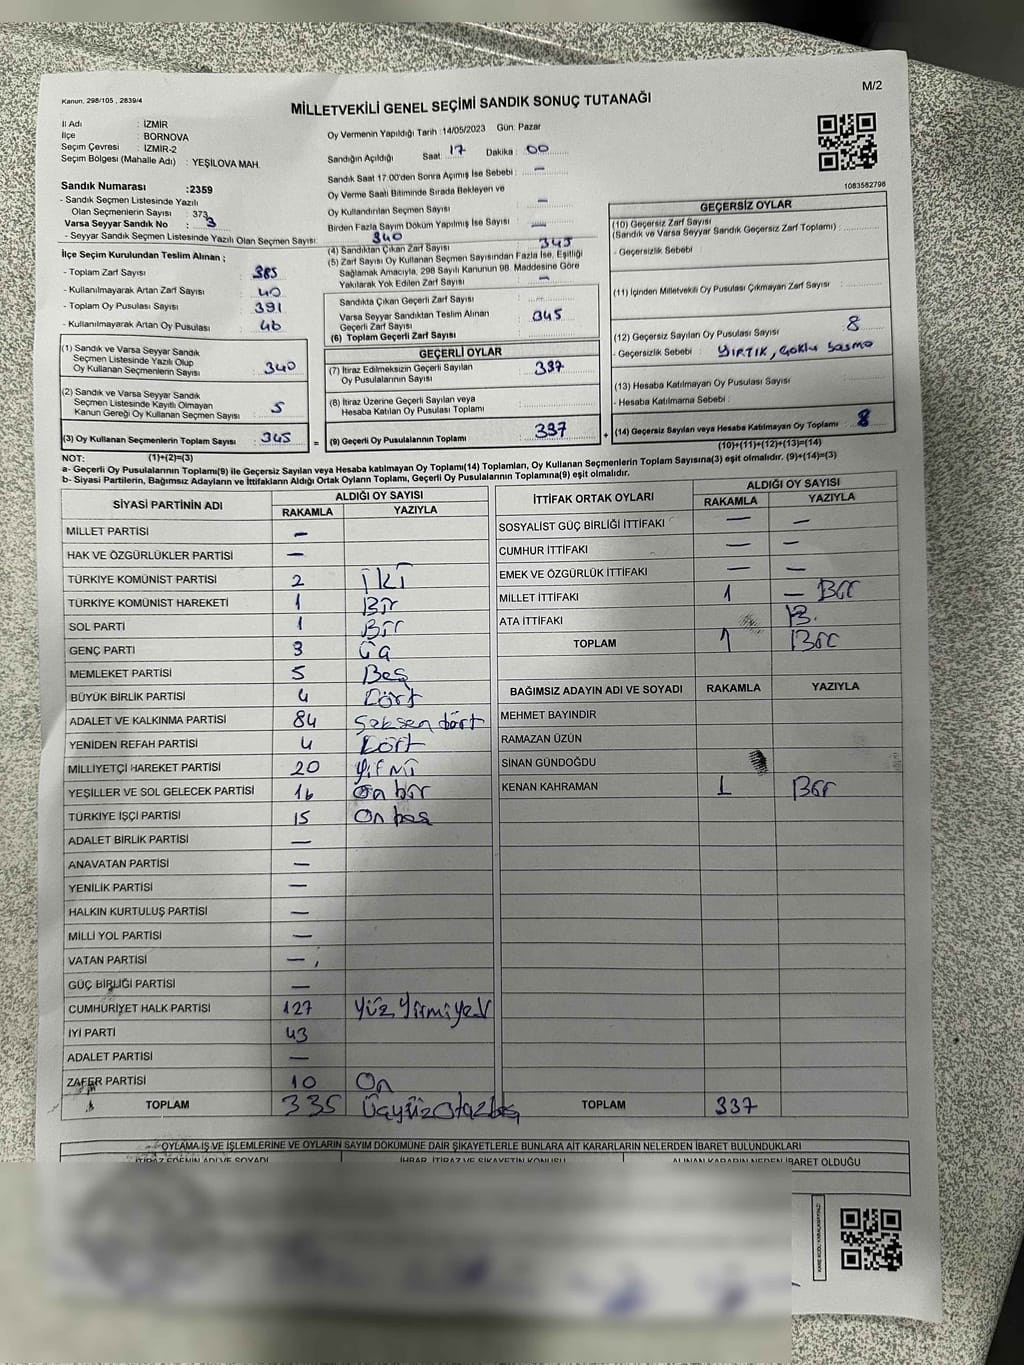 Kanun, 298/105 , 2839/4
M/2
MİLLETVEKİLİ GENEL SEÇİMİ SANDIK SONUÇ TUTANAĞI
İl Adı : İZMİR
İlçe : BORNOVA
Seçim Çevresi : İZMİR-2
Seçim Bölgesi (Mahalle Adı) : YEŞİLOVA MAH.
Sandık Numarası :2359
- Sandık Seçmen Listesinde Yazılı
Olan Seçmenlerin Sayısı : 373
Varsa Seyyar Sandık No : 3
- Seyyar Sandık Seçmen Listesinde Yazılı Olan Seçmen Sayısı:
İlçe Seçim Kurulundan Teslim Alınan ;
- Toplam Zarf Sayısı 385
- Kullanılmayarak Artan Zarf Sayısı 40
- Toplam Oy Pusulası Sayısı 391
- Kullanılmayarak Artan Oy Pusulası 46
(1) Sandık ve Varsa Seyyar Sandık
Seçmen Listesinde Yazılı Olup
Oy Kullanan Seçmenlerin Sayısı 340
(2) Sandık ve Varsa Seyyar Sandık
Seçmen Listesinde Kayıtlı Olmayan
Kanun Gereği Oy Kullanan Seçmen Sayısı 5
(3) Oy Kullanan Seçmenlerin Toplam Sayısı 345 =
(1)+(2)=(3)
Oy Vermenin Yapıldığı Tarih :14/05/2023 Gün: Pazar
Sandığın Açıldığı Saat: 17 Dakika : 00
Sandık Saat 17:00'den Sonra Açımış İse Sebebi : —
Oy Verme Saati Bitiminde Sırada Bekleyen ve
Oy Kullandırılan Seçmen Sayısı —
Birden Fazla Sayım Döküm Yapılmış İse Sayısı : —
340
(4) Sandıktan Çıkan Zarf Sayısı 345
(5) Zarf Sayısı Oy Kullanan Seçmen Sayısından Fazla İse, Eşitliği
Sağlamak Amacıyla, 298 Sayılı Kanunun 98. Maddesine Göre
Yakılarak Yok Edilen Zarf Sayısı —
Sandıkta Çıkan Geçerli Zarf Sayısı
Varsa Seyyar Sandıktan Teslim Alınan
Geçerli Zarf Sayısı 345
(6) Toplam Geçerli Zarf Sayısı
GEÇERLİ OYLAR
(7) İtiraz Edilmeksizin Geçerli Sayılan
Oy Pusulalarının Sayısı 337
(8) İtiraz Üzerine Geçerli Sayılan veya
Hesaba Katılan Oy Pusulası Toplamı
(9) Geçerli Oy Pusulalarının Toplamı 337 +
1083582798
GEÇERSİZ OYLAR
(10) Geçersiz Zarf Sayısı
(Sandık ve Varsa Seyyar Sandık Geçersiz Zarf Toplamı) :
- Geçersizlik Sebebi :
(11) İçinden Milletvekili Oy Pusulası Çıkmayan Zarf Sayısı :
(12) Geçersiz Sayılan Oy Pusulası Sayısı 8
- Geçersizlik Sebebi : YIRTIK, Çoklu basma
(13) Hesaba Katılmayan Oy Pusulası Sayısı
- Hesaba Katılmama Sebebi :
(14) Geçersiz Sayılan veya Hesaba Katılmayan Oy Toplamı 8
(10)+(11)+(12)+(13)=(14)
NOT:
a- Geçerli Oy Pusulalarının Toplamı(9) ile Geçersiz Sayılan veya Hesaba katılmayan Oy Toplamı(14) Toplamları, Oy Kullanan Seçmenlerin Toplam Sayısına(3) eşit olmalıdır. (9)+(14)=(3)
b- Siyasi Partilerin, Bağımsız Adayların ve İttifakların Aldığı Ortak Oyların Toplamı, Geçerli Oy Pusulalarının Toplamına(9) eşit olmalıdır.
SİYASİ PARTİNİN ADI ALDIĞI OY SAYISI
RAKAMLA YAZIYLA
MİLLET PARTİSİ —
HAK VE ÖZGÜRLÜKLER PARTİSİ —
TÜRKİYE KOMÜNİST PARTİSİ 2 İKİ
TÜRKİYE KOMÜNİST HAREKETİ 1 Bir
SOL PARTİ 1 Bir
GENÇ PARTİ 3 Üç
MEMLEKET PARTİSİ 5 Beş
BÜYÜK BİRLİK PARTİSİ 4 Dört
ADALET VE KALKINMA PARTİSİ 84 Seksen dört
YENİDEN REFAH PARTİSİ 4 Dört
MİLLİYETÇİ HAREKET PARTİSİ 20 Yirmi
YEŞİLLER VE SOL GELECEK PARTİSİ 16 On bir
TÜRKİYE İŞÇİ PARTİSİ 15 On beş
ADALET BİRLİK PARTİSİ —
ANAVATAN PARTİSİ —
YENİLİK PARTİSİ —
HALKIN KURTULUŞ PARTİSİ —
MİLLİ YOL PARTİSİ —
VATAN PARTİSİ —
GÜÇ BİRLİĞİ PARTİSİ —
CUMHURİYET HALK PARTİSİ 127 Yüz Yirmi yedi
İYİ PARTİ 43
ADALET PARTİSİ —
ZAFER PARTİSİ 10 On
TOPLAM 335 Üçyüz Otuz beş
İTTİFAK ORTAK OYLARI ALDIĞI OY SAYISI
RAKAMLA YAZIYLA
SOSYALİST GÜÇ BİRLİĞİ İTTİFAKI — —
CUMHUR İTTİFAKI — —
EMEK VE ÖZGÜRLÜK İTTİFAKI — —
MİLLET İTTİFAKI 1 — Bir
ATA İTTİFAKI B.
TOPLAM 1 Bir
BAĞIMSIZ ADAYIN ADI VE SOYADI RAKAMLA YAZIYLA
MEHMET BAYINDIR
RAMAZAN ÜZÜN
SİNAN GÜNDOĞDU
KENAN KAHRAMAN 1 Bir
TOPLAM 337
OYLAMA İŞ VE İŞLEMLERİNE VE OYLARIN SAYIM DÖKÜMÜNE DAİR ŞİKAYETLERLE BUNLARA AİT KARARLARIN NELERDEN İBARET BULUNDUKLARI
İTİRAZ EDENİN ADI VE SOYADI İHBAR, İTİRAZ VE ŞİKAYETİN KONUSU ALINAN KARARIN NEDEN İBARET OLDUĞU